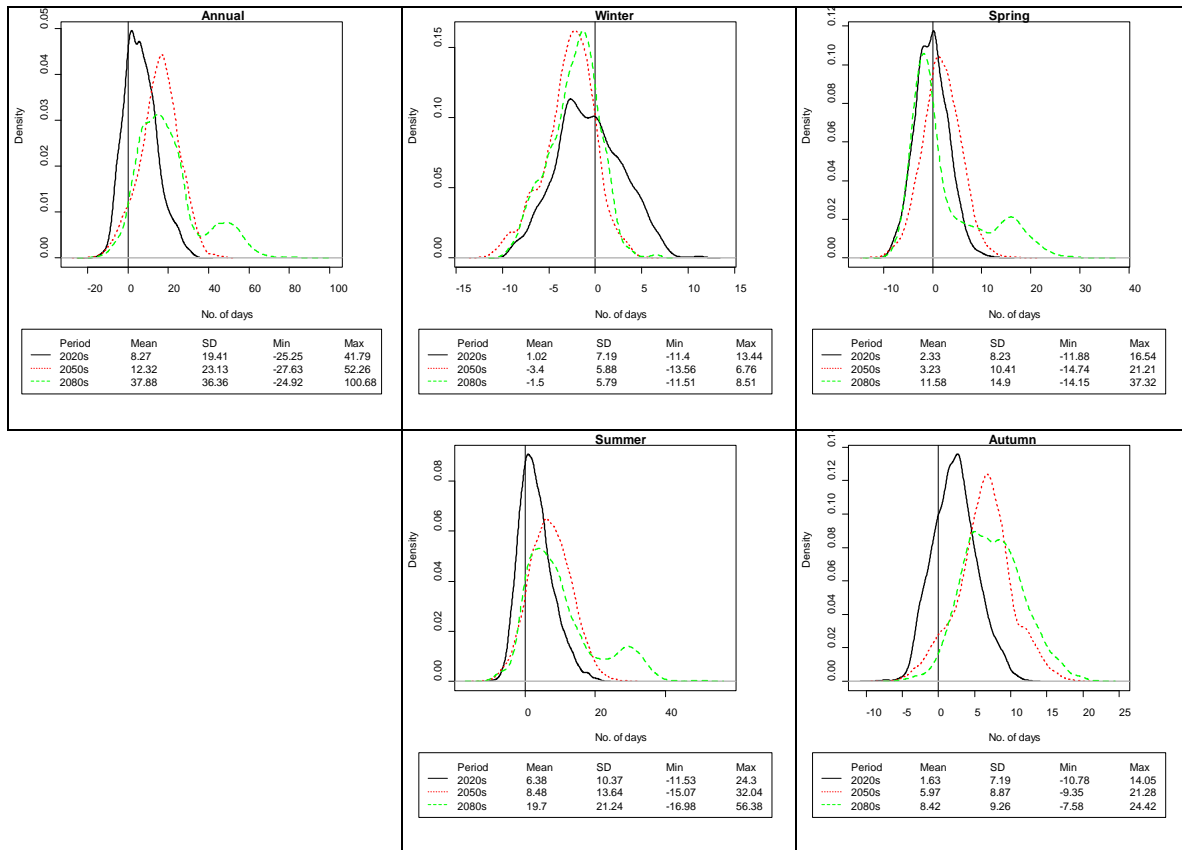 Annual
Density
0.00 0.01 0.02 0.03 0.04 0.05
-20 0 20 40 60 80 100
No. of days
Period Mean SD Min Max
2020s 8.27 19.41 -25.25 41.79
2050s 12.32 23.13 -27.63 52.26
2080s 37.88 36.36 -24.92 100.68
Winter
Density
0.00 0.05 0.10 0.15
-15 -10 -5 0 5 10 15
No. of days
Period Mean SD Min Max
2020s 1.02 7.19 -11.4 13.44
2050s -3.4 5.88 -13.56 6.76
2080s -1.5 5.79 -11.51 8.51
Spring
Density
0.00 0.02 0.04 0.06 0.08 0.10 0.12
-10 0 10 20 30 40
No. of days
Period Mean SD Min Max
2020s 2.33 8.23 -11.88 16.54
2050s 3.23 10.41 -14.74 21.21
2080s 11.58 14.9 -14.15 37.32
Summer
Density
0.00 0.02 0.04 0.06 0.08
0 20 40
No. of days
Period Mean SD Min Max
2020s 6.38 10.37 -11.53 24.3
2050s 8.48 13.64 -15.07 32.04
2080s 19.7 21.24 -16.98 56.38
Autumn
Density
0.00 0.02 0.04 0.06 0.08 0.10 0.12
-10 -5 0 5 10 15 20 25
No. of days
Period Mean SD Min Max
2020s 1.63 7.19 -10.78 14.05
2050s 5.97 8.87 -9.35 21.28
2080s 8.42 9.26 -7.58 24.42